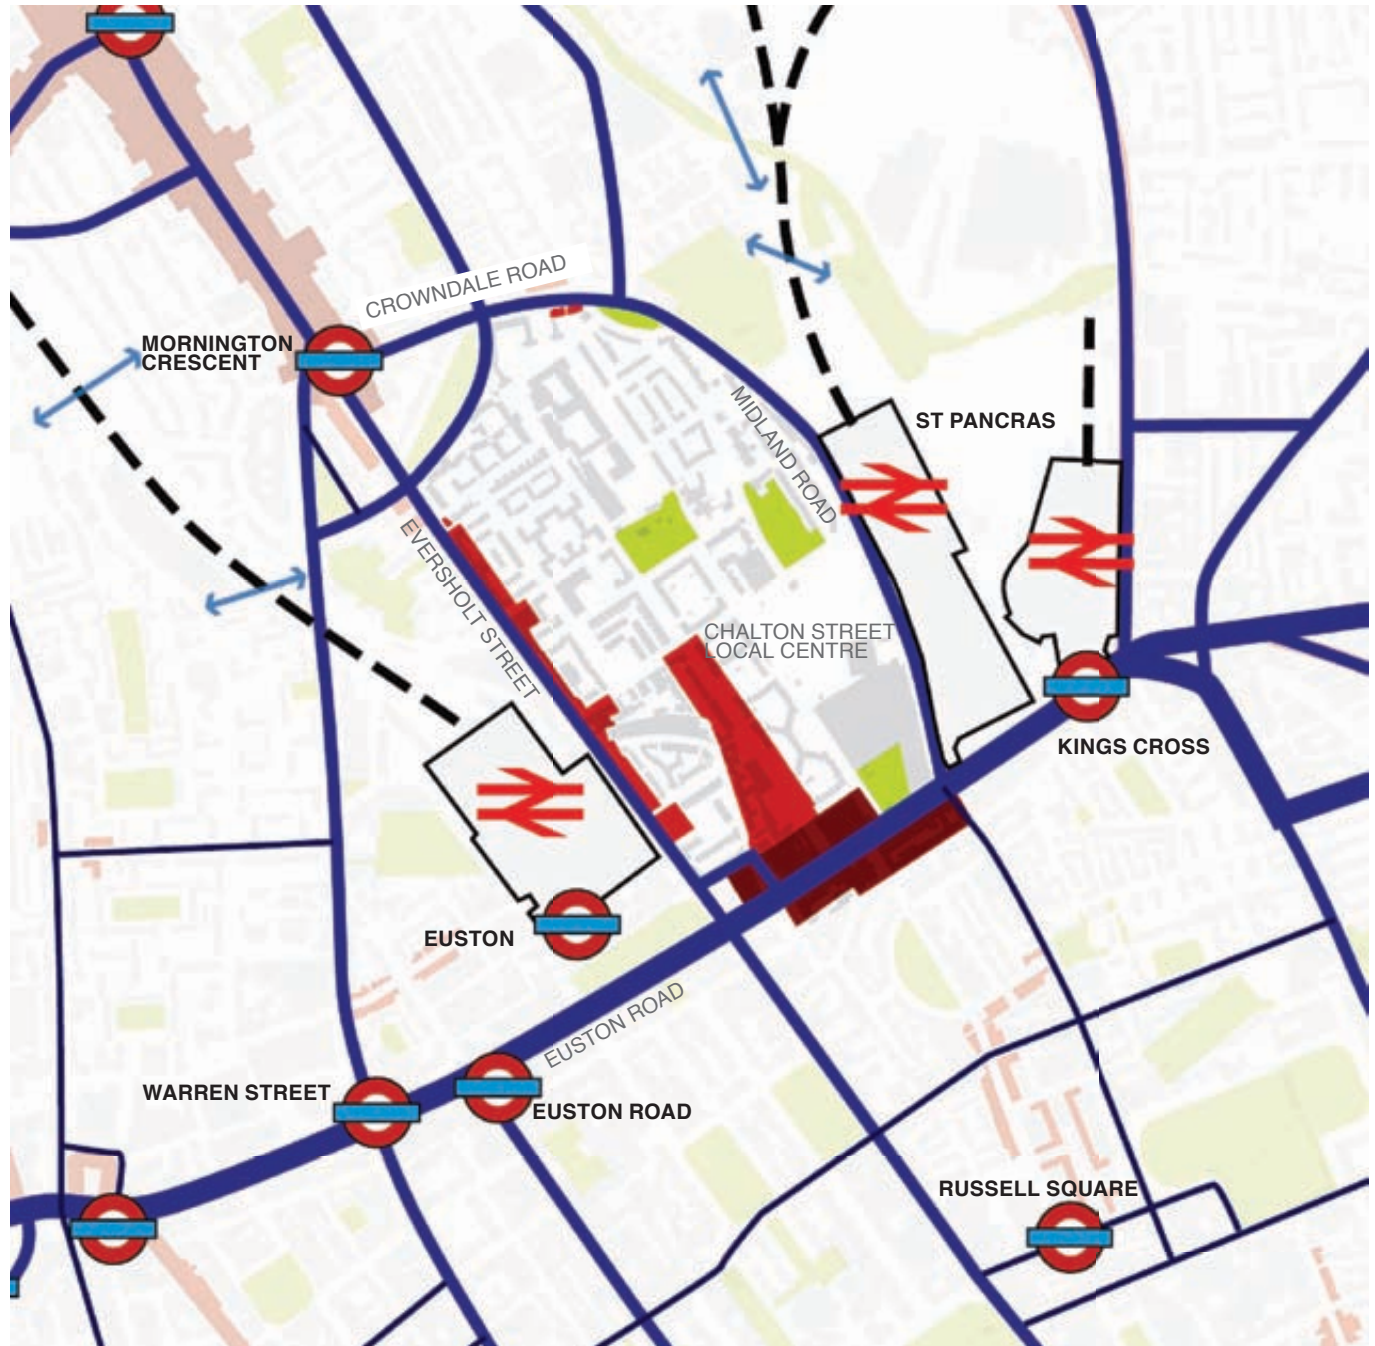 CROWNDALE ROAD
MORNINGTON
CRESCENT
MIDLAND ROAD
ST PANCRAS
EVERSHOLT STREET
CHALTON STREET
LOCAL CENTRE
KINGS CROSS
EUSTON
EUSTON ROAD
WARREN STREET
EUSTON ROAD
RUSSELL SQUARE